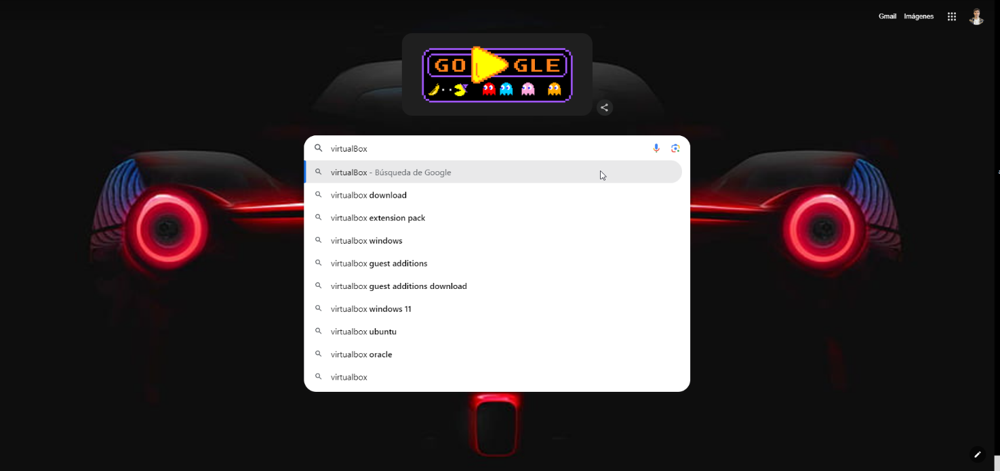 Gmail Imágenes
GO GLE
virtualBox
virtualBox - Búsqueda de Google
virtualbox download
virtualbox extension pack
virtualbox windows
virtualbox guest additions
virtualbox guest additions download
virtualbox windows 11
virtualbox ubuntu
virtualbox oracle
virtualbox